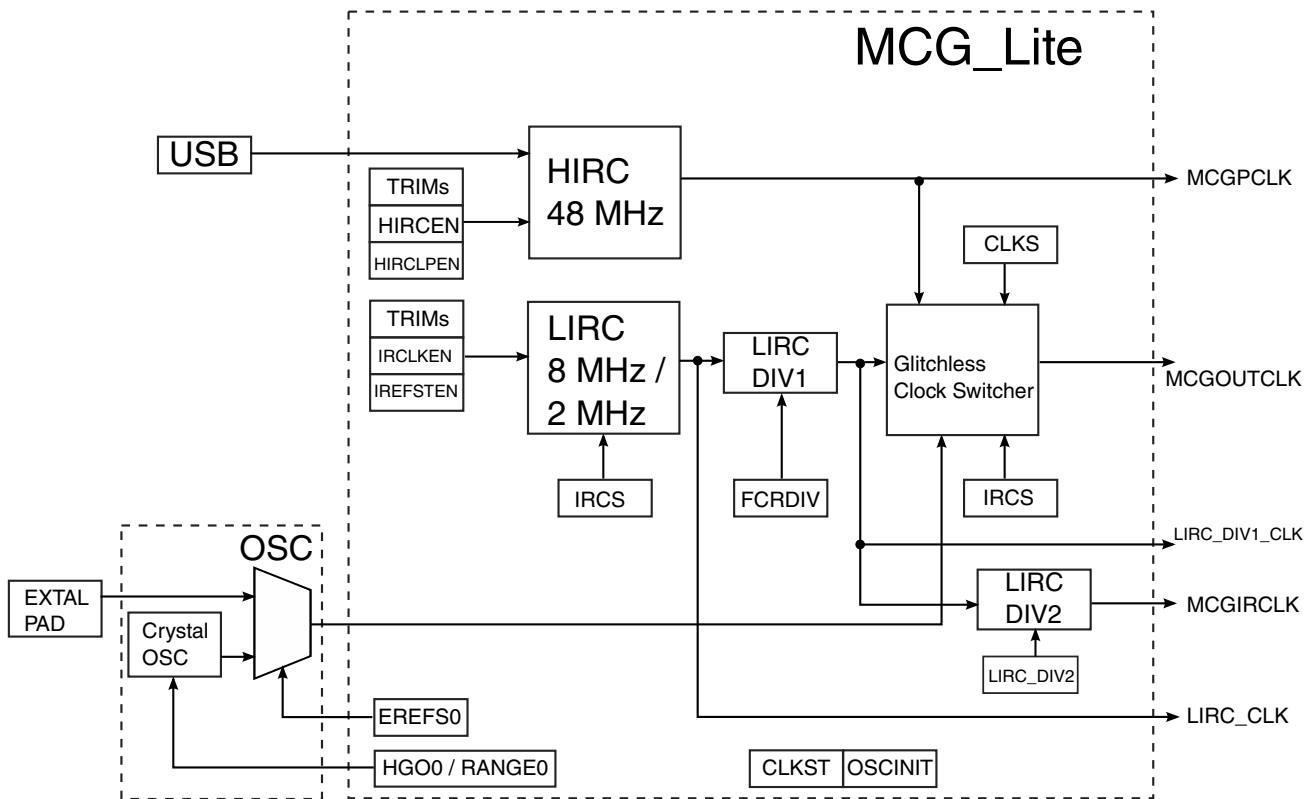 MCG_Lite
USB
HIRC
48 MHz
TRIMs
HIRCEN
HIRCLPEN
MCGPCLK
CLKS
TRIMs
IRCLKEN
IREFSTEN
LIRC
8 MHz /
2 MHz
LIRC
DIV1
Glitchless
Clock Switcher
MCGOUTCLK
IRCS
FCRDIV
IRCS
LIRC_DIV1_CLK
OSC
EXTAL
PAD
Crystal
OSC
LIRC
DIV2
MCGIRCLK
LIRC_DIV2
EREFS0
LIRC_CLK
HGO0 / RANGE0
CLKST
OSCINIT